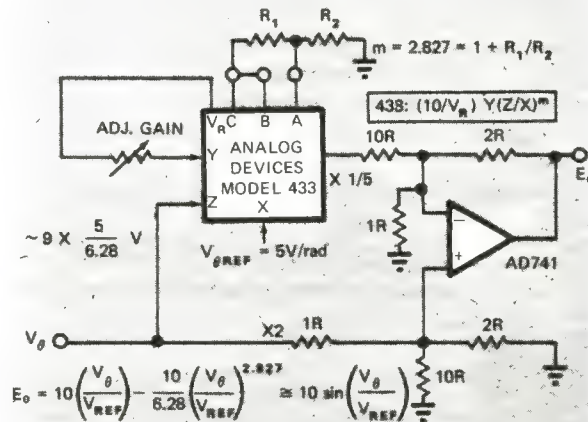 R1 R2
m = 2.827 = 1 + R1/R2
438: (10/VR) Y(Z/X)^m
VR C B A
ADJ. GAIN
Y
ANALOG
DEVICES
MODEL 433
Z
X
X 1/5
10R
2R
1R
−
+
AD741
~ 9 X 5/6.28 V
VθREF = 5V/rad
Vθ
X2
1R
2R
10R
Eθ = 10(Vθ/VREF) − 10/6.28 (Vθ/VREF)^2.827 ≅ 10 sin(Vθ/VREF)